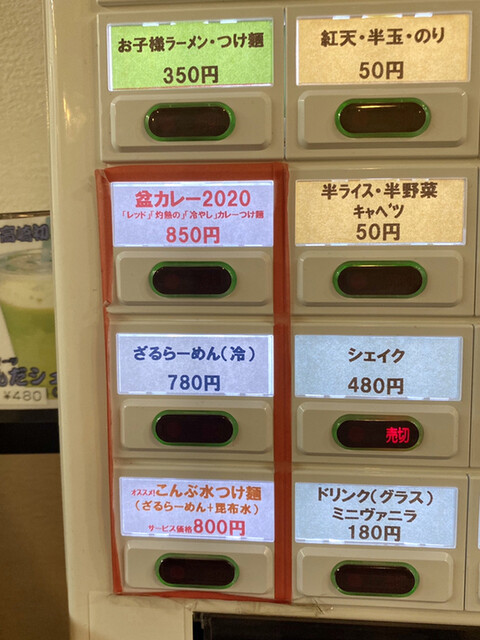 お子様ラーメン・つけ麺
350円
紅天・半玉・のり
50円
盆カレー2020
「レッド」「灼熱の」「冷やし」カレーつけ麺
850円
半ライス・半野菜
キャベツ
50円
ざるらーめん(冷)
780円
シェイク
480円
売切
オススメ!こんぶ水つけ麺
(ざるらーめん+昆布水)
サービス価格800円
ドリンク(グラス)
ミニヴァニラ
180円
¥480